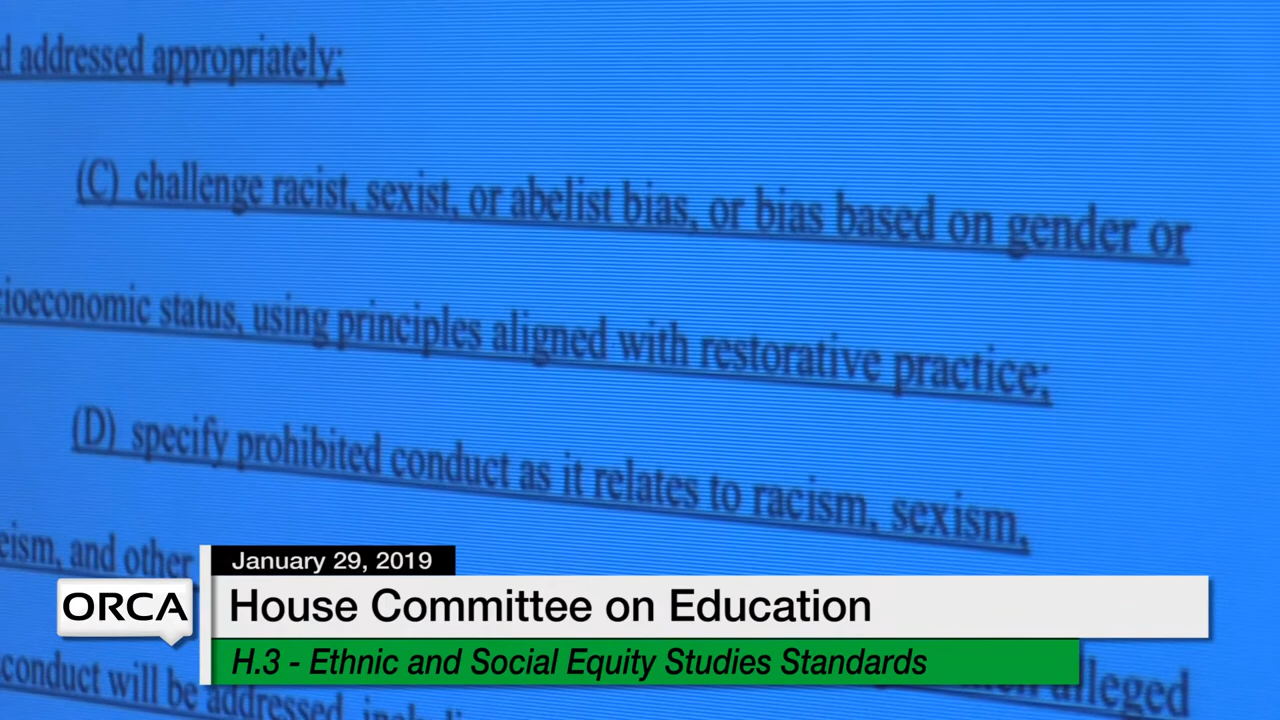 d addressed appropriately;
(C) challenge racist, sexist, or abelist bias, or bias based on gender or
cioeconomic status, using principles aligned with restorative practice;
(D) specify prohibited conduct as it relates to racism, sexism,
eism, and other
conduct will be addressed, alleged
January 29, 2019
ORCA
House Committee on Education
H.3 - Ethnic and Social Equity Studies Standards